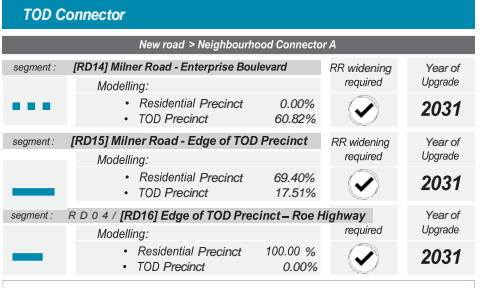 TOD Connector
New road > Neighbourhood Connector A
segment : [RD14] Milner Road - Enterprise Boulevard RR widening required Year of Upgrade
Modelling:
• Residential Precinct 0.00%
• TOD Precinct 60.82%
2031
segment : [RD15] Milner Road - Edge of TOD Precinct RR widening required Year of Upgrade
Modelling:
• Residential Precinct 69.40%
• TOD Precinct 17.51%
2031
segment : RD04/ [RD16] Edge of TOD Precinct – Roe Highway required Year of Upgrade
Modelling:
• Residential Precinct 100.00 %
• TOD Precinct 0.00%
2031